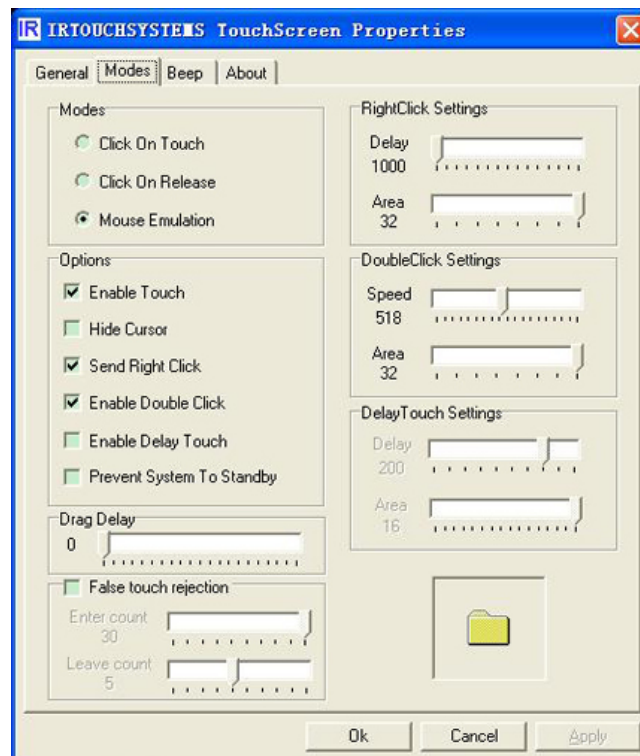 IR IRTOUCHSYSTEMS TouchScreen Properties
General Modes Beep About
Modes
Click On Touch
Click On Release
Mouse Emulation
Options
Enable Touch
Hide Cursor
Send Right Click
Enable Double Click
Enable Delay Touch
Prevent System To Standby
Drag Delay
0
False touch rejection
Enter count
30
Leave count
5
RightClick Settings
Delay
1000
Area
32
DoubleClick Settings
Speed
518
Area
32
DelayTouch Settings
Delay
200
Area
16
Ok Cancel Apply